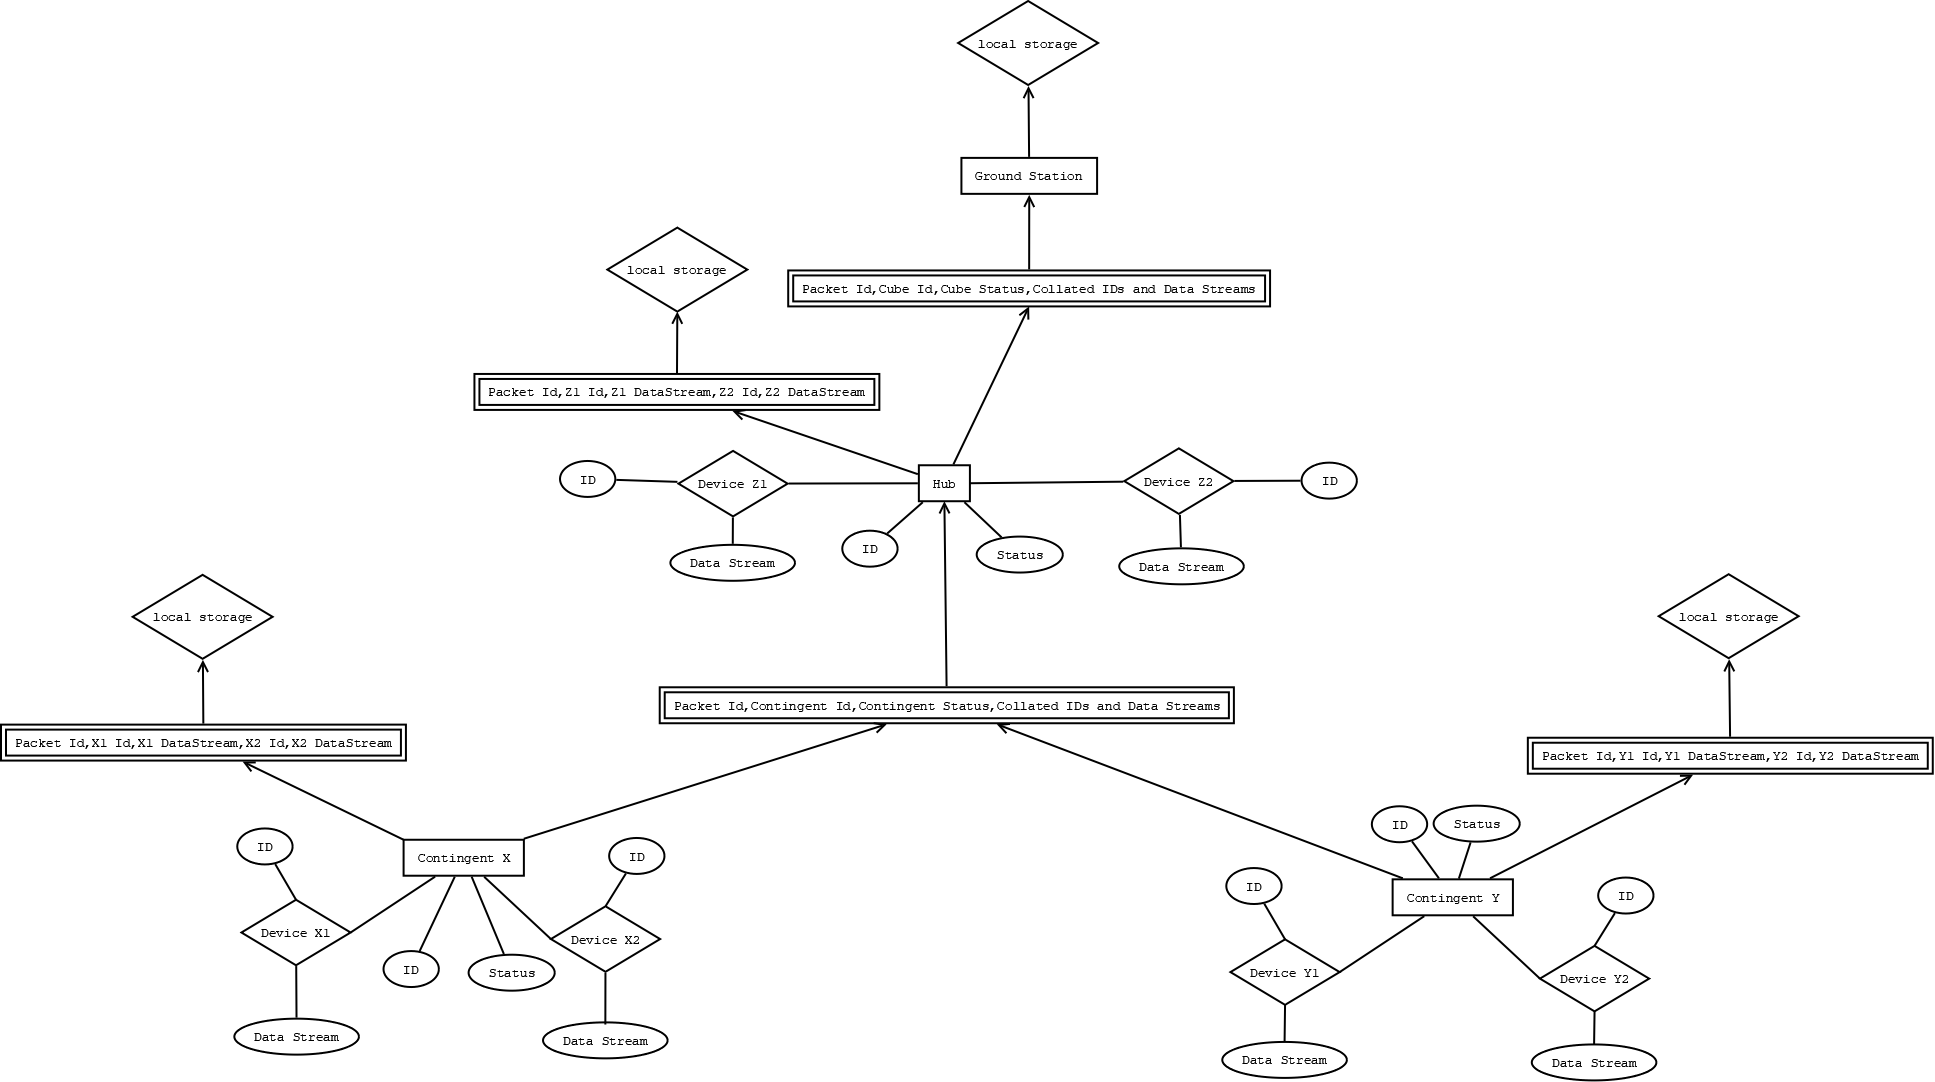 local storage
Ground Station
local storage
Packet Id,Cube Id,Cube Status,Collated IDs and Data Streams
Packet Id,Z1 Id,Z1 DataStream,Z2 Id,Z2 DataStream
ID
Device Z1
Hub
Device Z2
ID
ID
Status
Data Stream
Data Stream
local storage
local storage
Packet Id,Contingent Id,Contingent Status,Collated IDs and Data Streams
Packet Id,X1 Id,X1 DataStream,X2 Id,X2 DataStream
Packet Id,Y1 Id,Y1 DataStream,Y2 Id,Y2 DataStream
ID
Status
ID
Contingent X
ID
ID
Contingent Y
ID
Device X1
Device X2
ID
Status
Device Y1
Device Y2
Data Stream
Data Stream
Data Stream
Data Stream